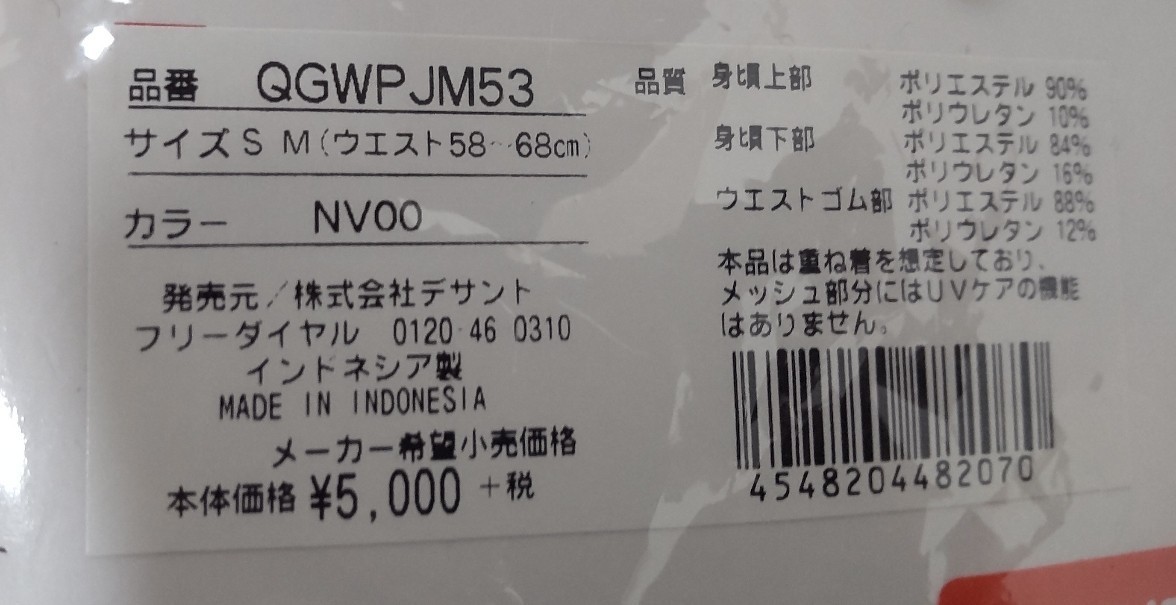 品番 QGWPJM53
サイズ S M(ウエスト58~68cm)
カラー NV00
発売元/株式会社デサント
フリーダイヤル 0120-46-0310
インドネシア製
MADE IN INDONESIA
メーカー希望小売価格
本体価格 ¥5,000 +税
品質 身頃上部 ポリエステル 90%
ポリウレタン 10%
身頃下部 ポリエステル 84%
ポリウレタン 16%
ウエストゴム部 ポリエステル 88%
ポリウレタン 12%
本品は重ね着を想定しており、
メッシュ部分にはUVケアの機能
はありません。
4548204482070